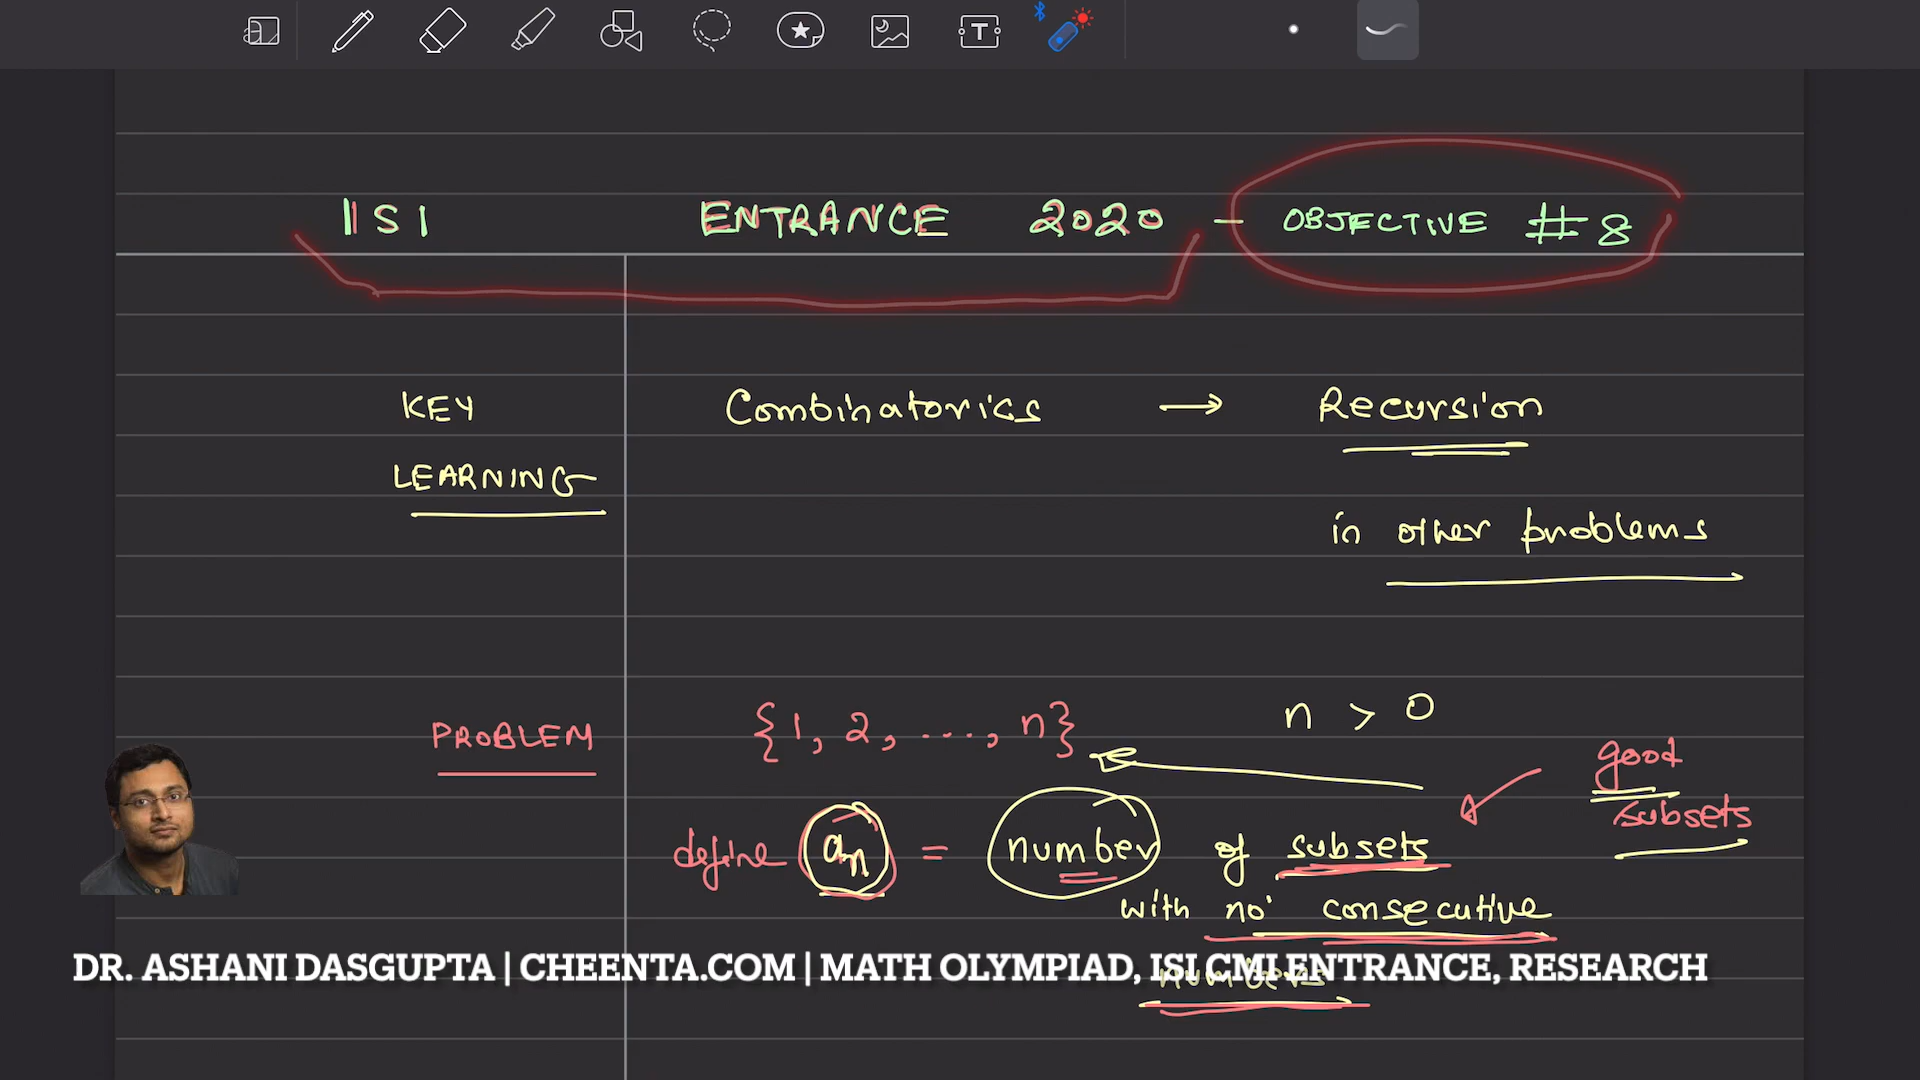 ISI ENTRANCE 2020 - OBJECTIVE #8
KEY LEARNING
Combinatorics → Recursion
in other problems
PROBLEM
{1, 2, ..., n} n > 0
good subsets
define an = number of subsets
with no consecutive
numbers
DR. ASHANI DASGUPTA | CHEENTA.COM | MATH OLYMPIAD, ISI CMI ENTRANCE, RESEARCH